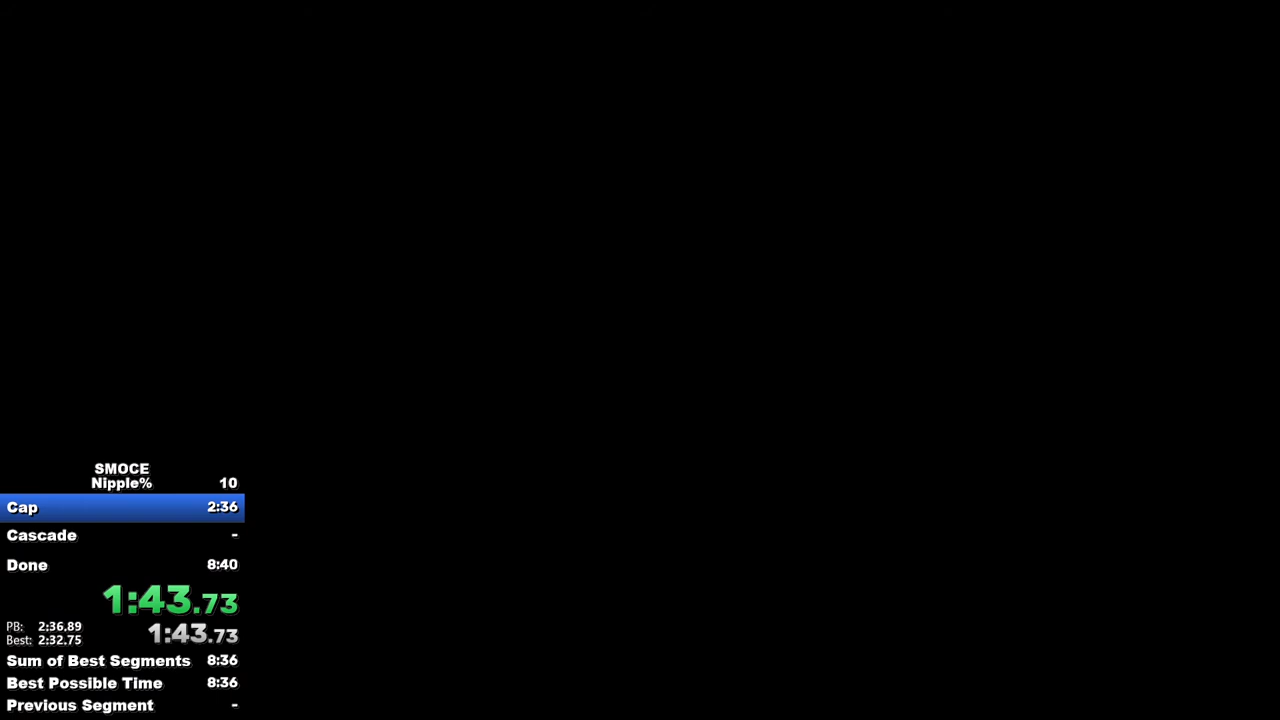 SMOCE
Nipple% 10
Cap 2:36
Cascade -
Done 8:40
1:43.73
PB: 2:36.89
Best: 2:32.75
1:43.73
Sum of Best Segments 8:36
Best Possible Time 8:36
Previous Segment -